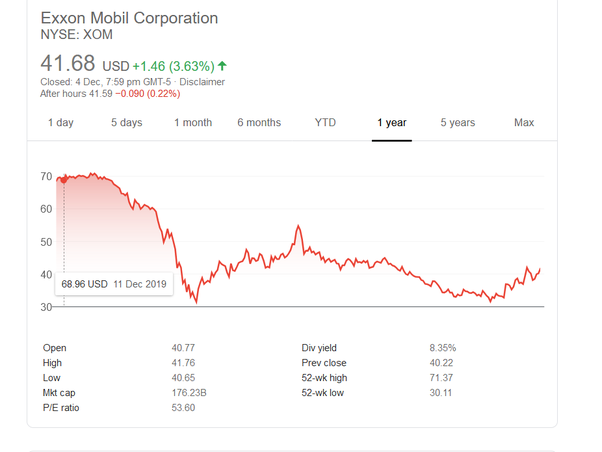 Exxon Mobil Corporation
NYSE: XOM
41.68 USD +1.46 (3.63%) ↑
Closed: 4 Dec, 7:59 pm GMT-5 · Disclaimer
After hours 41.59 −0.090 (0.22%)
1 day 5 days 1 month 6 months YTD 1 year 5 years Max
70
60
50
40
68.96 USD 11 Dec 2019
30
Open 40.77 Div yield 8.35%
High 41.76 Prev close 40.22
Low 40.65 52-wk high 71.37
Mkt cap 176.23B 52-wk low 30.11
P/E ratio 53.60